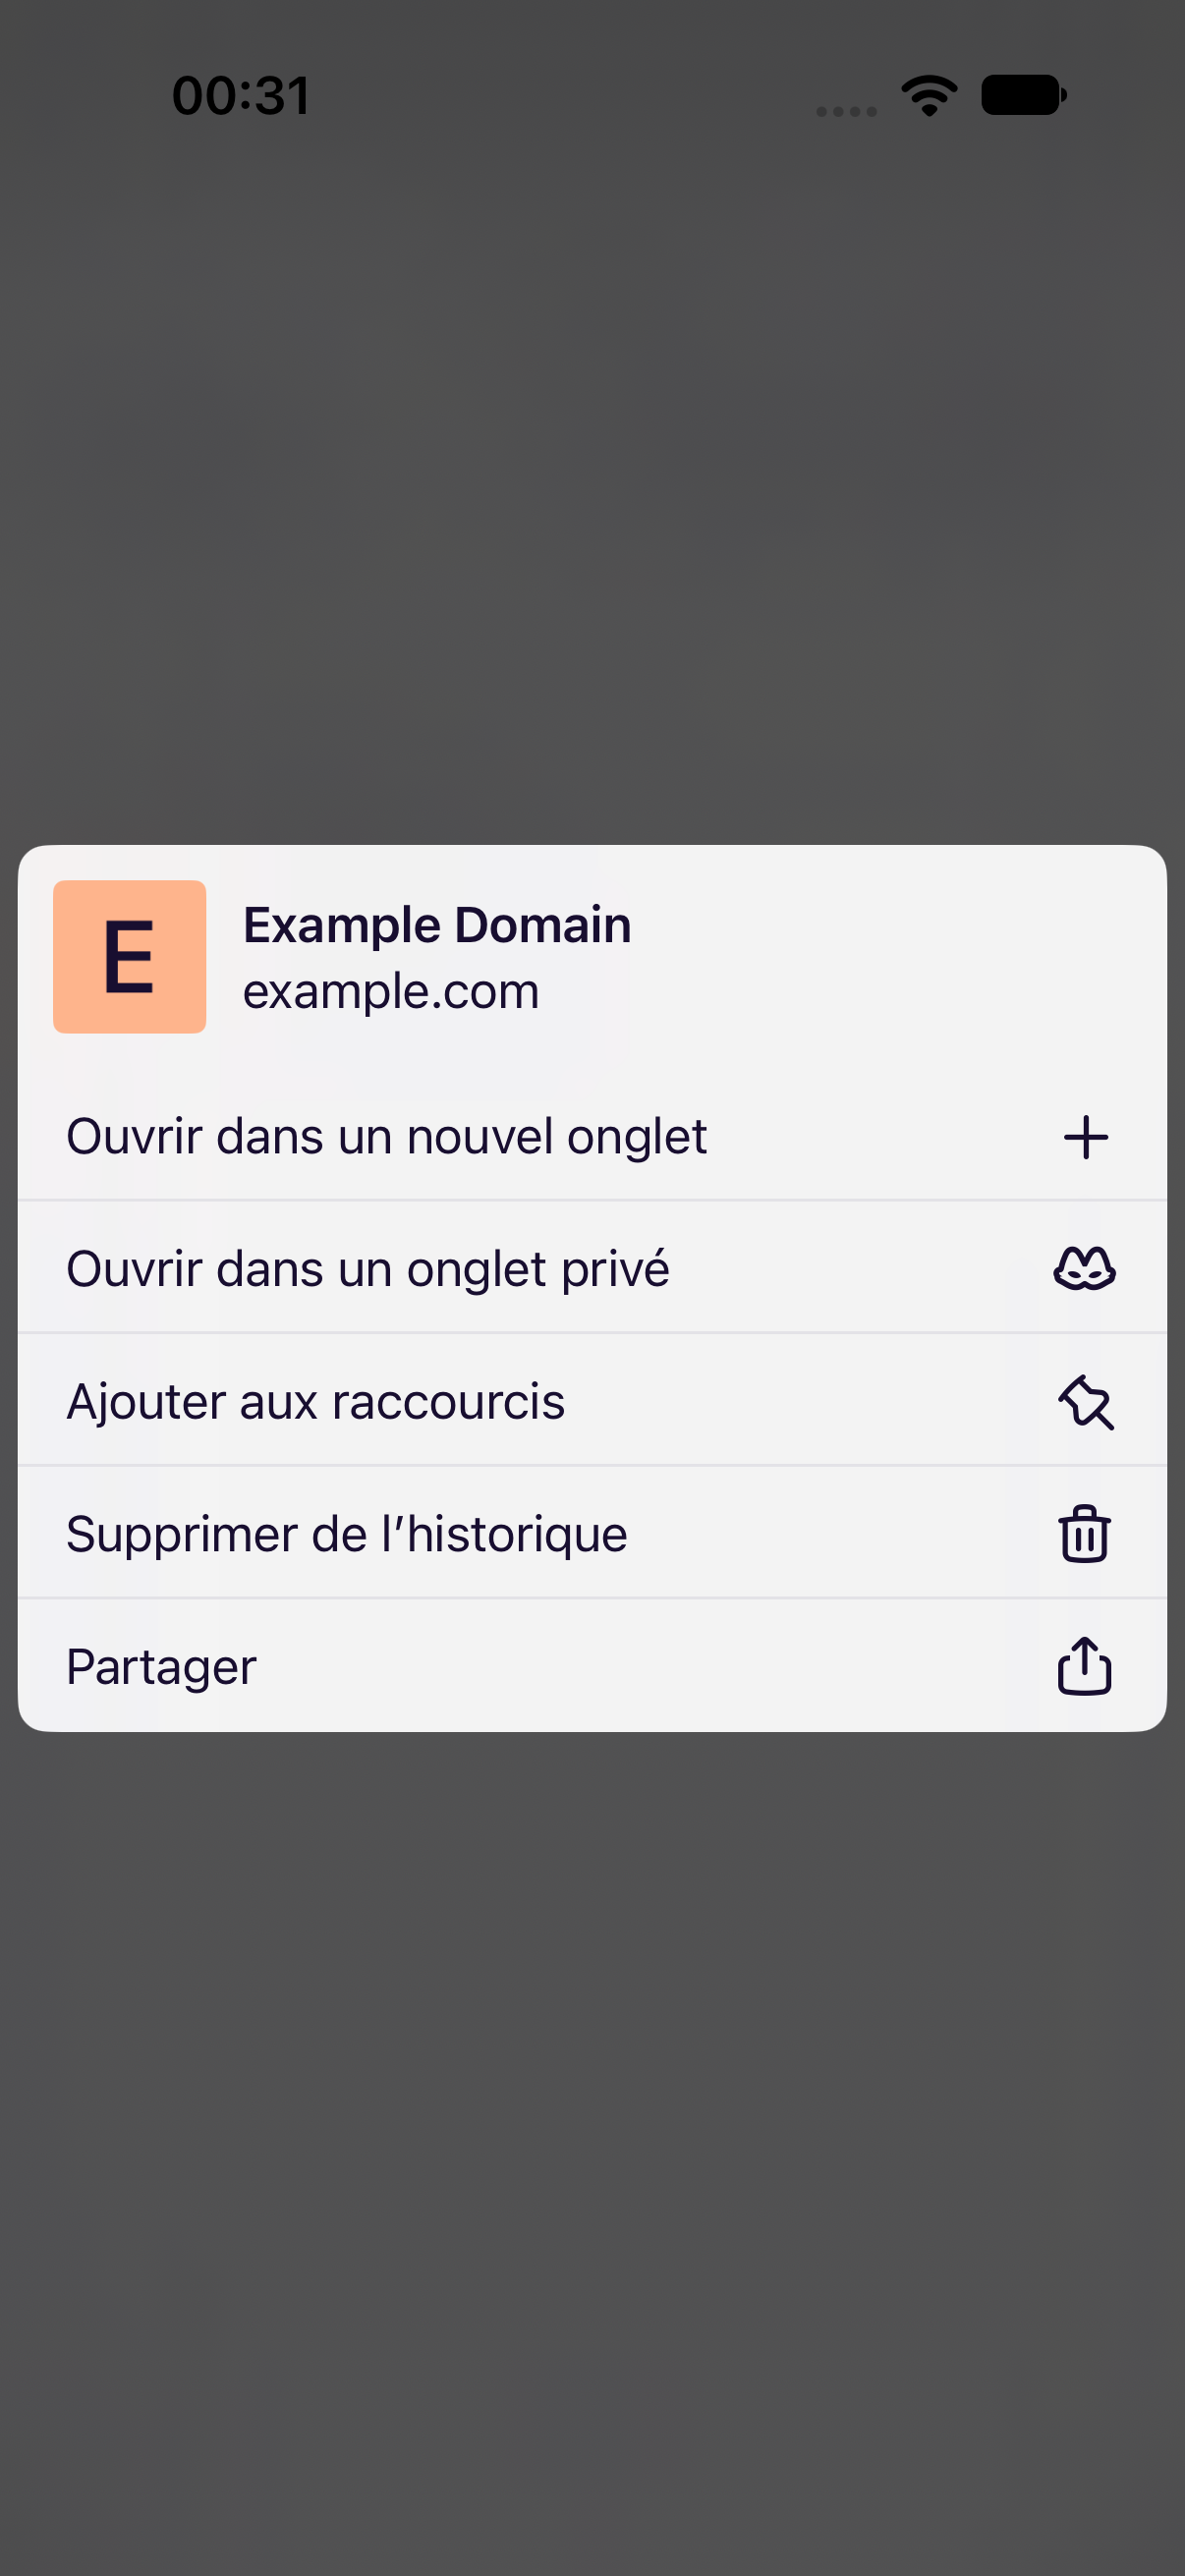 00:31
E
Example Domain
example.com
Ouvrir dans un nouvel onglet
Ouvrir dans un onglet privé
Ajouter aux raccourcis
Supprimer de l’historique
Partager